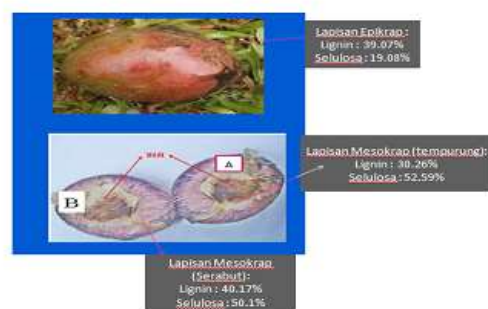 Lapisan Epikrap :
Lignin : 39.07%
Selulosa : 19.08%
A
Lapisan Mesokrap (tempurung):
Lignin : 30.26%
Selulosa : 52.59%
B
Lapisan Mesokrap
(Serabut):
Lignin : 40.17%
Selulosa : 50.1%